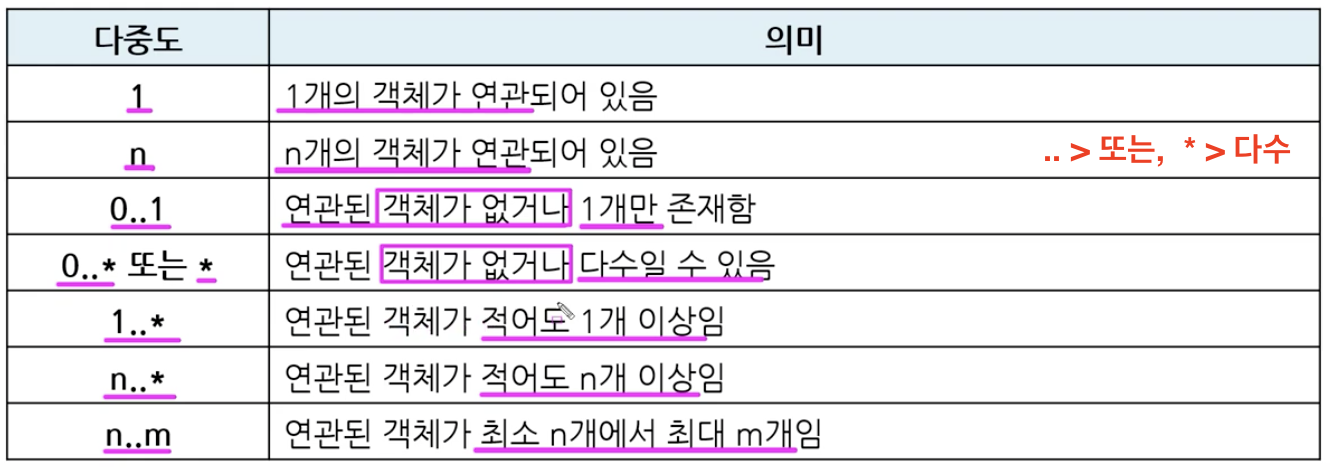 다중도 의미
1 1개의 객체가 연관되어 있음
n n개의 객체가 연관되어 있음 .. > 또는, * > 다수
0..1 연관된 객체가 없거나 1개만 존재함
0..* 또는 * 연관된 객체가 없거나 다수일 수 있음
1..* 연관된 객체가 적어도 1개 이상임
n..* 연관된 객체가 적어도 n개 이상임
n..m 연관된 객체가 최소 n개에서 최대 m개임